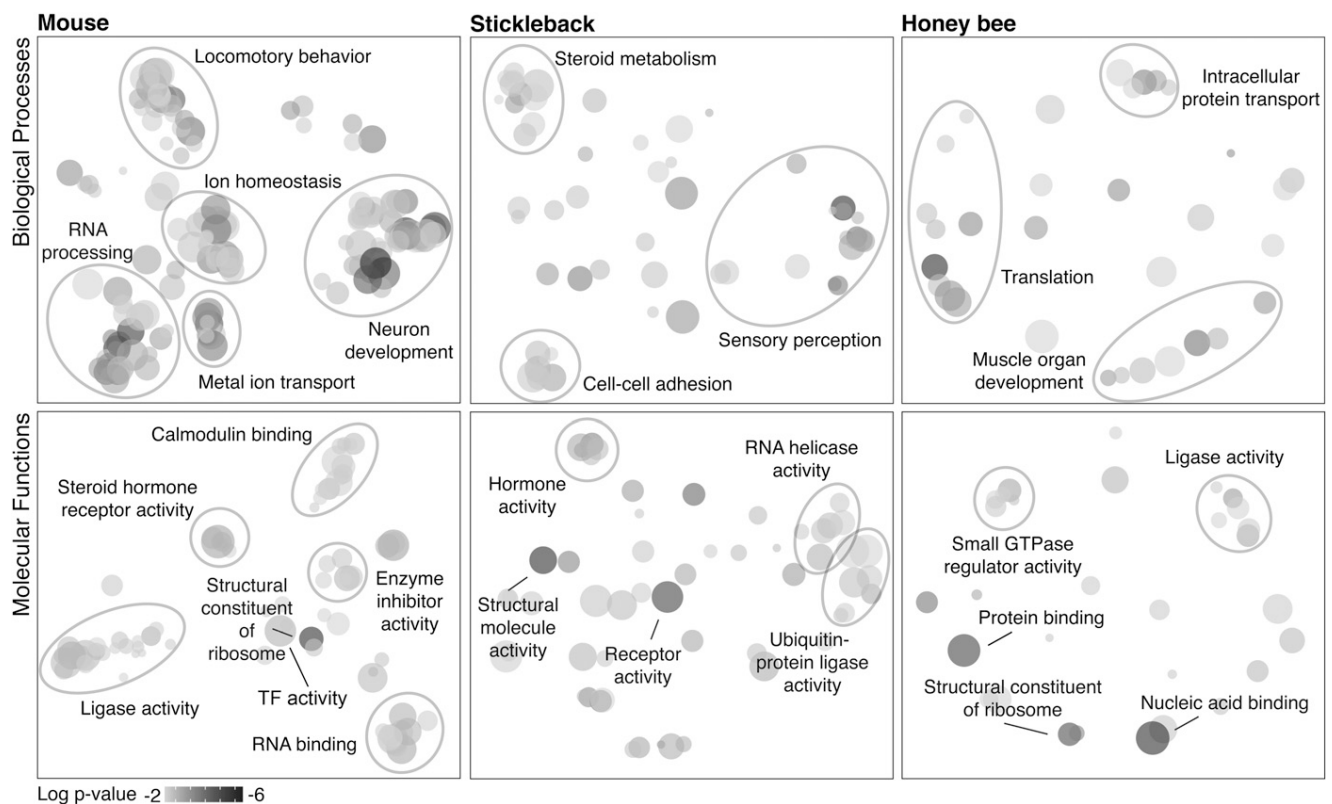 Mouse
Stickleback
Honey bee
Biological Processes
Locomotory behavior
Ion homeostasis
RNA
processing
Neuron
development
Metal ion transport
Steroid metabolism
Sensory perception
Cell-cell adhesion
Intracellular
protein transport
Translation
Muscle organ
development
Molecular Functions
Calmodulin binding
Steroid hormone
receptor activity
Structural
constituent
of
ribosome
Enzyme
inhibitor
activity
TF activity
Ligase activity
RNA binding
Hormone
activity
RNA helicase
activity
Structural
molecule
activity
Receptor
activity
Ubiquitin-
protein ligase
activity
Ligase activity
Small GTPase
regulator activity
Protein binding
Structural constituent
of ribosome
Nucleic acid binding
Log p-value -2 -6